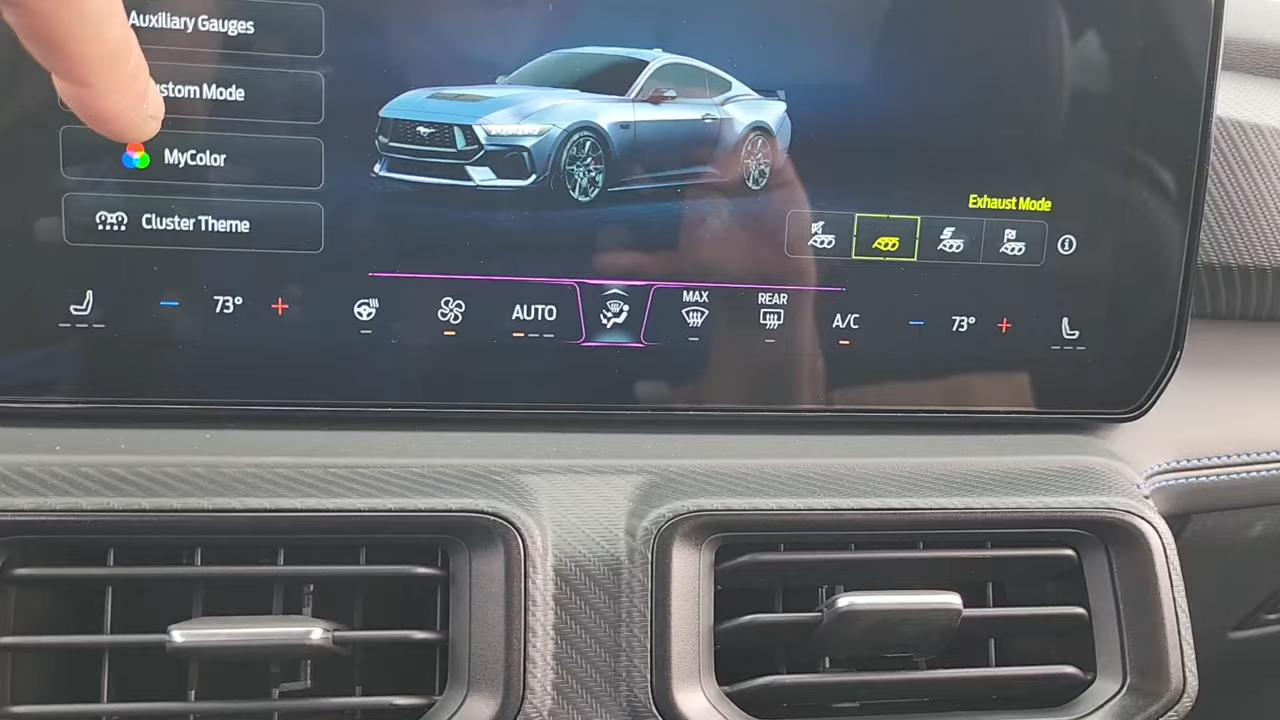 Auxiliary Gauges
ustom Mode
MyColor
Cluster Theme
Exhaust Mode
73°
AUTO
MAX
REAR
A/C
73°